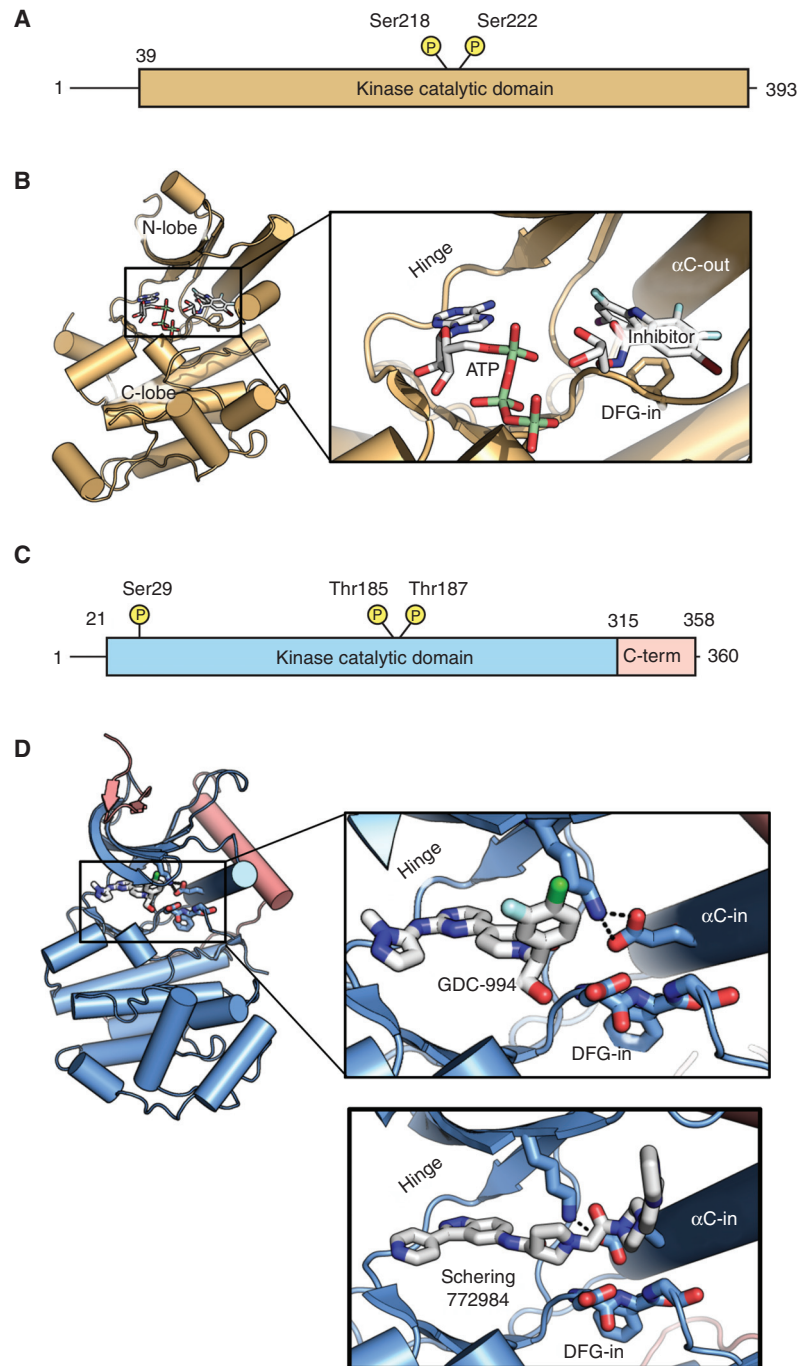 A
Ser218
Ser222
P
P
39
1
Kinase catalytic domain
393
B
N-lobe
C-lobe
Hinge
αC-out
ATP
Inhibitor
DFG-in
C
Ser29
Thr185
Thr187
P
P
P
21
315
358
1
Kinase catalytic domain
C-term
360
D
Hinge
αC-in
GDC-994
DFG-in
Hinge
αC-in
Schering
772984
DFG-in